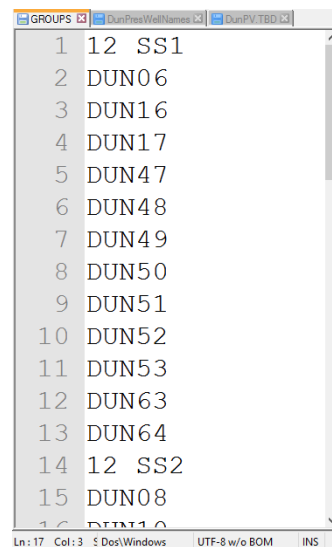 GROUPS DunPresWellNames DunPV.TBD
1 12 SS1
2 DUN06
3 DUN16
4 DUN17
5 DUN47
6 DUN48
7 DUN49
8 DUN50
9 DUN51
10 DUN52
11 DUN53
12 DUN63
13 DUN64
14 12 SS2
15 DUN08
16 DUN10
Ln : 17 Col : 3 S Dos\Windows UTF-8 w/o BOM INS